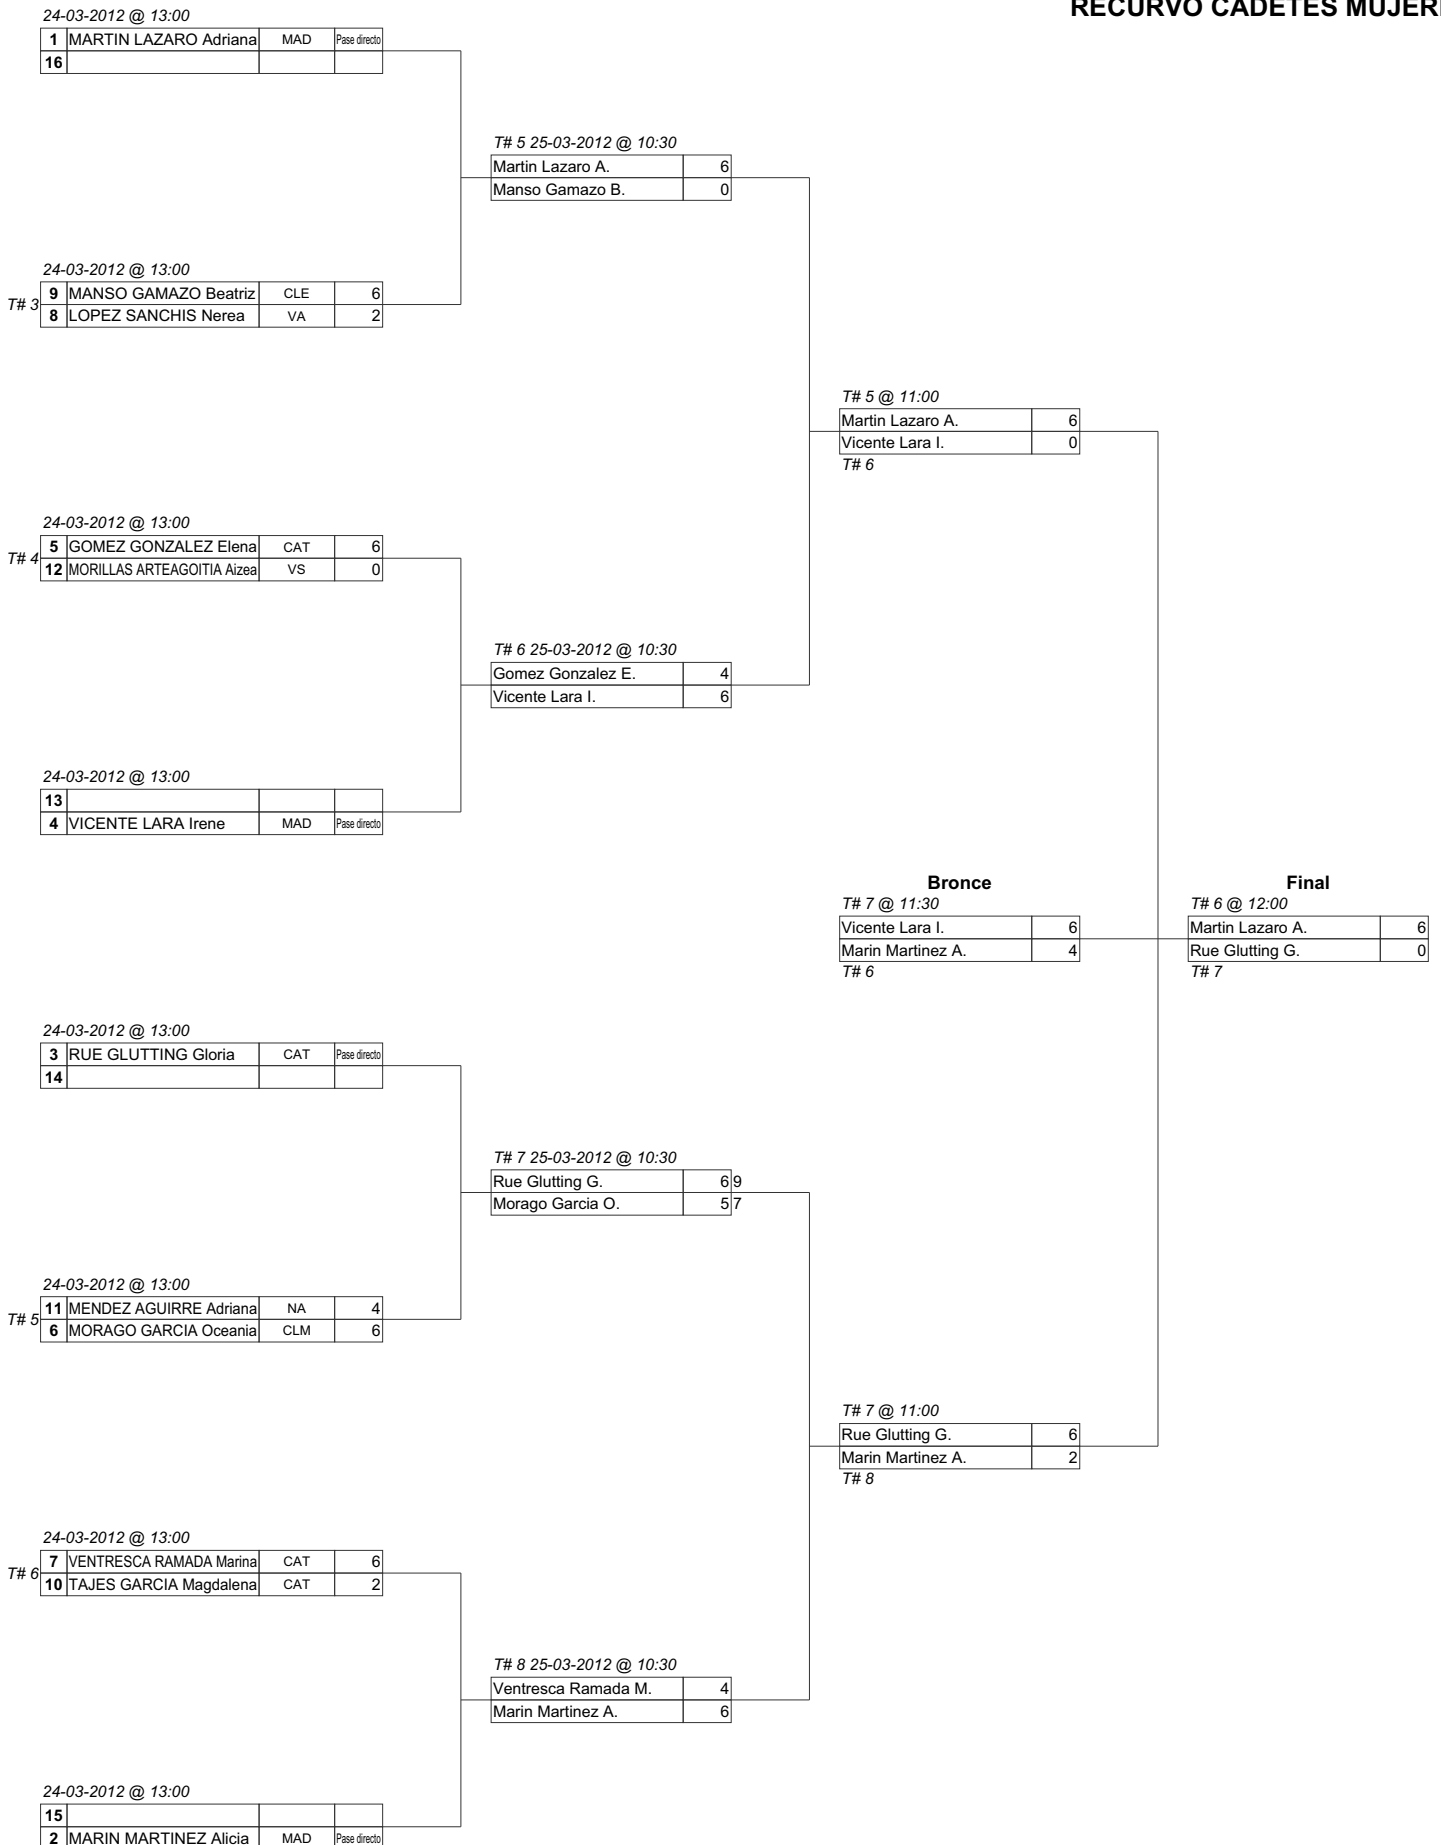 RECURVO CADETES MUJER
24-03-2012 @ 13:00
1 MARTIN LAZARO Adriana MAD Pase directo
16
T# 5 25-03-2012 @ 10:30
Martin Lazaro A. 6
Manso Gamazo B. 0
24-03-2012 @ 13:00
T# 3
9 MANSO GAMAZO Beatriz CLE 6
8 LOPEZ SANCHIS Nerea VA 2
T# 5 @ 11:00
Martin Lazaro A. 6
Vicente Lara I. 0
T# 6
24-03-2012 @ 13:00
T# 4
5 GOMEZ GONZALEZ Elena CAT 6
12 MORILLAS ARTEAGOITIA Aizea VS 0
T# 6 25-03-2012 @ 10:30
Gomez Gonzalez E. 4
Vicente Lara I. 6
24-03-2012 @ 13:00
13
4 VICENTE LARA Irene MAD Pase directo
Bronce
T# 7 @ 11:30
Vicente Lara I. 6
Marin Martinez A. 4
T# 6
Final
T# 6 @ 12:00
Martin Lazaro A. 6
Rue Glutting G. 0
T# 7
24-03-2012 @ 13:00
3 RUE GLUTTING Gloria CAT Pase directo
14
T# 7 25-03-2012 @ 10:30
Rue Glutting G. 6 9
Morago Garcia O. 5 7
24-03-2012 @ 13:00
T# 5
11 MENDEZ AGUIRRE Adriana NA 4
6 MORAGO GARCIA Oceania CLM 6
T# 7 @ 11:00
Rue Glutting G. 6
Marin Martinez A. 2
T# 8
24-03-2012 @ 13:00
T# 6
7 VENTRESCA RAMADA Marina CAT 6
10 TAJES GARCIA Magdalena CAT 2
T# 8 25-03-2012 @ 10:30
Ventresca Ramada M. 4
Marin Martinez A. 6
24-03-2012 @ 13:00
15
2 MARIN MARTINEZ Alicia MAD Pase directo